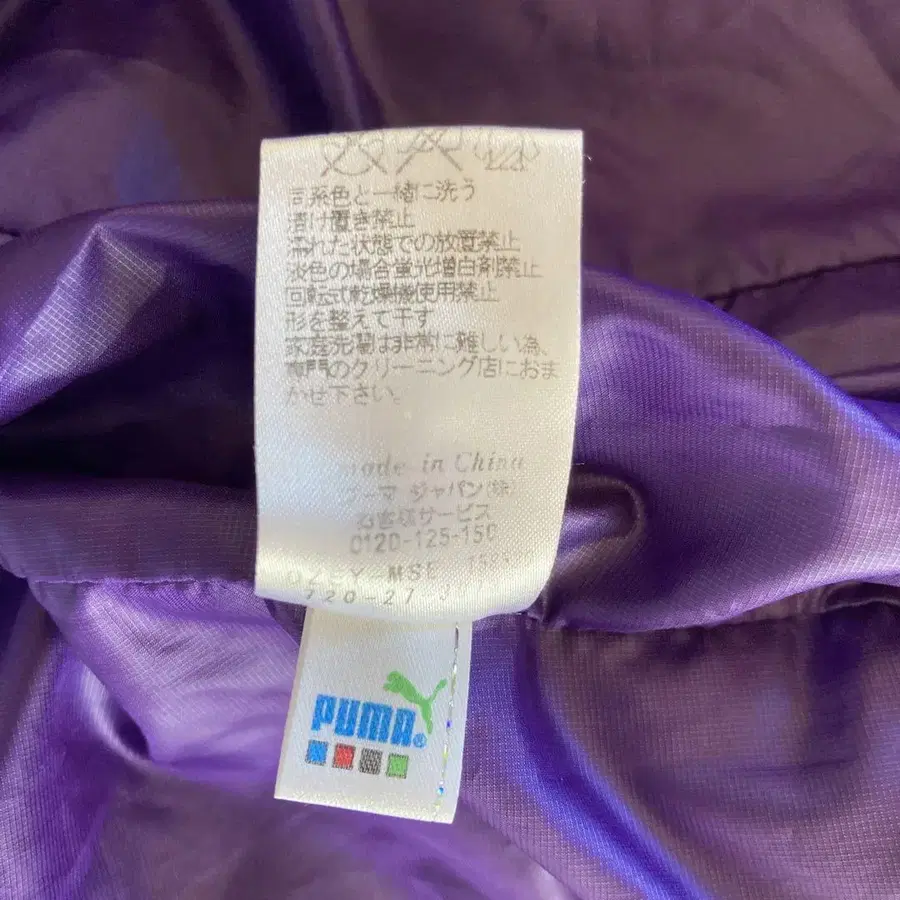 同系色と一緒に洗う
漬け置き禁止
濡れた状態での放置禁止
淡色の場合蛍光増白剤禁止
回転式乾燥機使用禁止
形を整えて干す
家庭洗濯は非常に難しい為、
専門のクリーニング店におま
かせ下さい。
made in China
プーマ ジャパン(株)
お客様サービス
0120-125-150
MSE
720-27
PUMA®